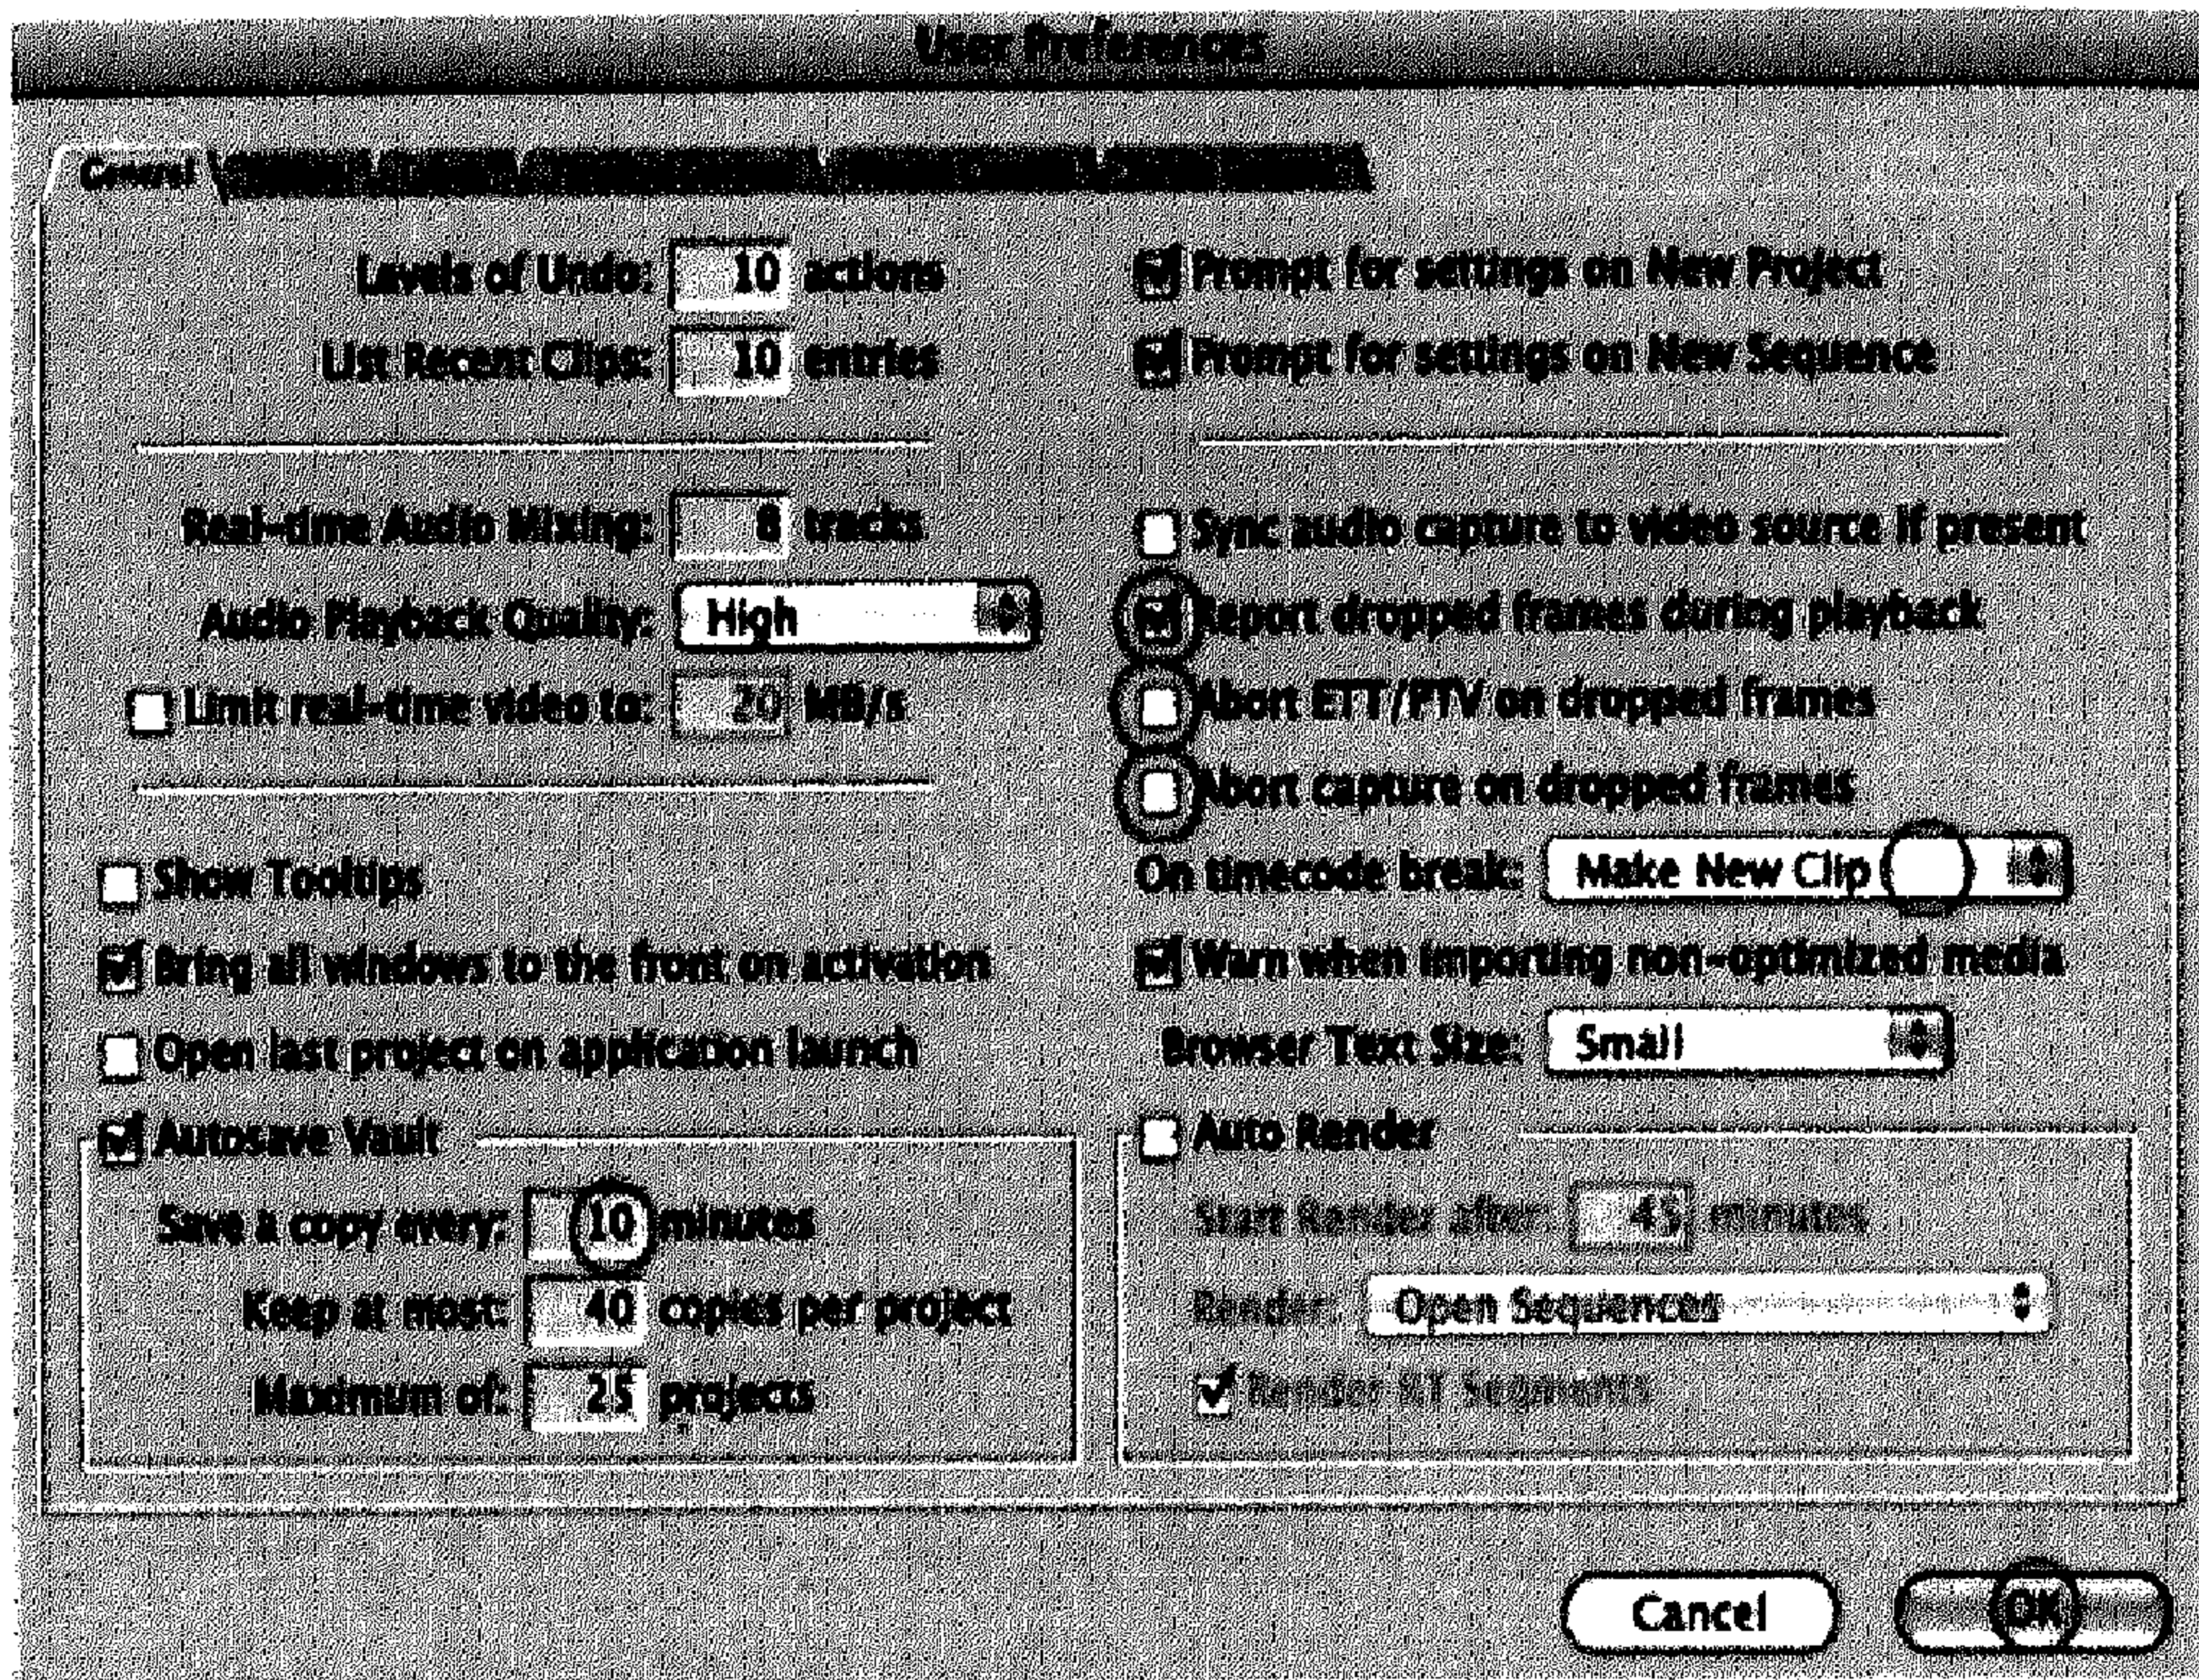 User Preferences
General
Levels of Undo: 10 actions
List Recent Clips: 10 entries
Real-time Audio Mixing: 8 tracks
Audio Playback Quality: High
Limit real-time video to: 20 MB/s
Show Tooltips
Bring all windows to the front on activation
Open last project on application launch
Autosave Vault
Save a copy every: 10 minutes
Keep at most: 40 copies per project
Maximum of: 25 projects
Prompt for settings on New Project
Prompt for settings on New Sequence
Sync audio capture to video source if present
Report dropped frames during playback
Abort ETT/PTV on dropped frames
Abort capture on dropped frames
On timecode break: Make New Clip
Warn when importing non-optimized media
Browser Text Size: Small
Auto Render
Start Render after: 45 minutes
Render: Open Sequences
Render RT Segments
Cancel OK